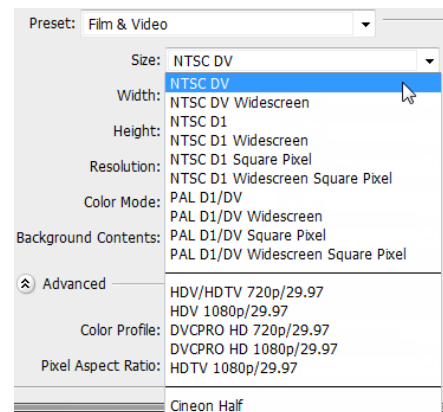 Preset: Film & Video
Size: NTSC DV
NTSC DV
Width:
NTSC DV Widescreen
NTSC D1
Height:
NTSC D1 Widescreen
NTSC D1 Square Pixel
Resolution:
NTSC D1 Widescreen Square Pixel
Color Mode:
PAL D1/DV
PAL D1/DV Widescreen
Background Contents:
PAL D1/DV Square Pixel
PAL D1/DV Widescreen Square Pixel
Advanced
HDV/HDTV 720p/29.97
HDV 1080p/29.97
Color Profile:
DVCPRO HD 720p/29.97
DVCPRO HD 1080p/29.97
Pixel Aspect Ratio:
HDTV 1080p/29.97
Cineon Half